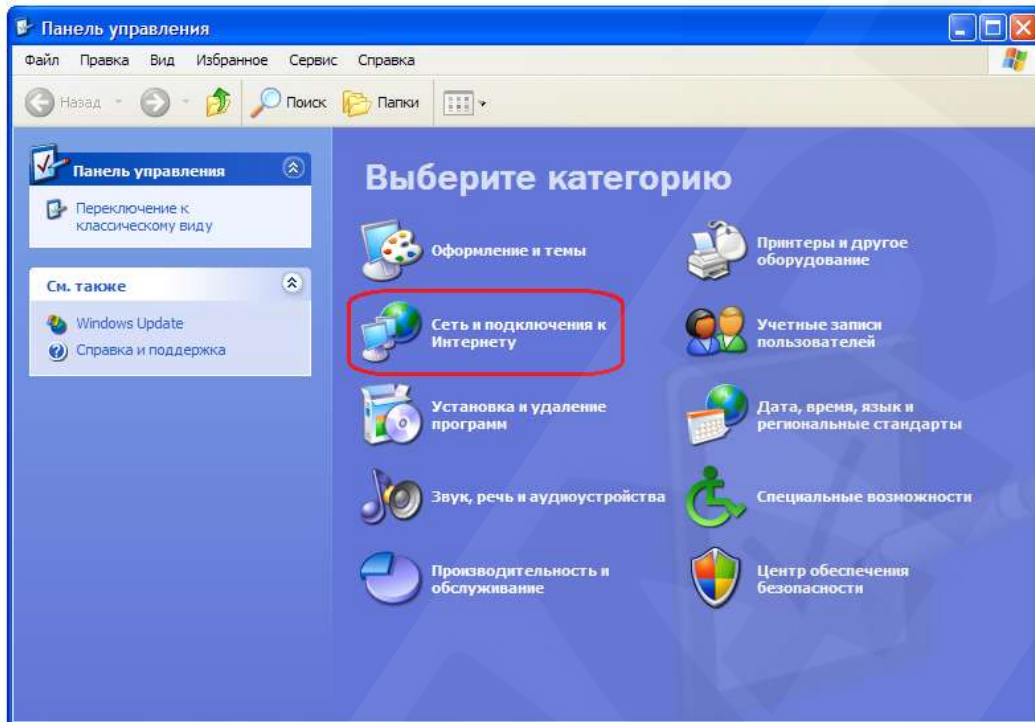 Панель управления
Файл Правка Вид Избранное Сервис Справка
Назад Поиск Папки
Панель управления
Переключение к
классическому виду
См. также
Windows Update
Справка и поддержка
Выберите категорию
Оформление и темы
Принтеры и другое
оборудование
Сеть и подключения к
Интернету
Учетные записи
пользователей
Установка и удаление
программ
Дата, время, язык и
региональные стандарты
Звук, речь и аудиоустройства
Специальные возможности
Производительность и
обслуживание
Центр обеспечения
безопасности